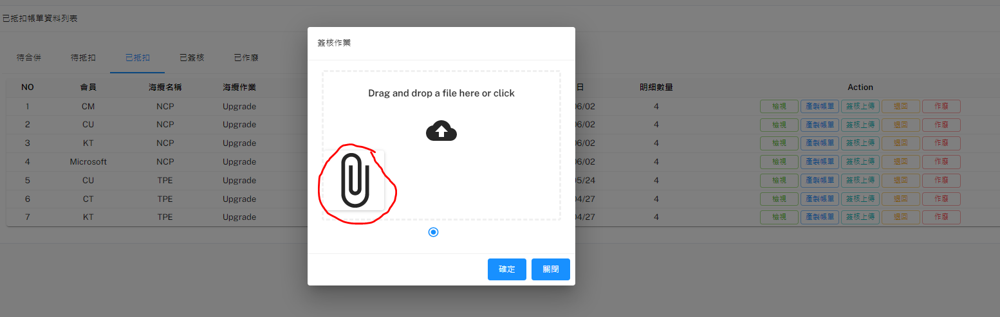 已抵扣帳單資料列表
簽核作業
待合併 待抵扣 已抵扣 已簽核 已作廢
Drag and drop a file here or click
NO 會員 海纜名稱 海纜作業 日 明細數量 Action
1 CM NCP Upgrade 06/02 4 檢視 產製帳單 簽核上傳 退回 作廢
2 CU NCP Upgrade 06/02 4 檢視 產製帳單 簽核上傳 退回 作廢
3 KT NCP Upgrade 06/02 4 檢視 產製帳單 簽核上傳 退回 作廢
4 Microsoft NCP Upgrade 06/02 4 檢視 產製帳單 簽核上傳 退回 作廢
5 CU TPE Upgrade 05/24 4 檢視 產製帳單 簽核上傳 退回 作廢
6 CT TPE Upgrade 04/27 4 檢視 產製帳單 簽核上傳 退回 作廢
7 KT TPE Upgrade 04/27 4 檢視 產製帳單 簽核上傳 退回 作廢
確定 關閉